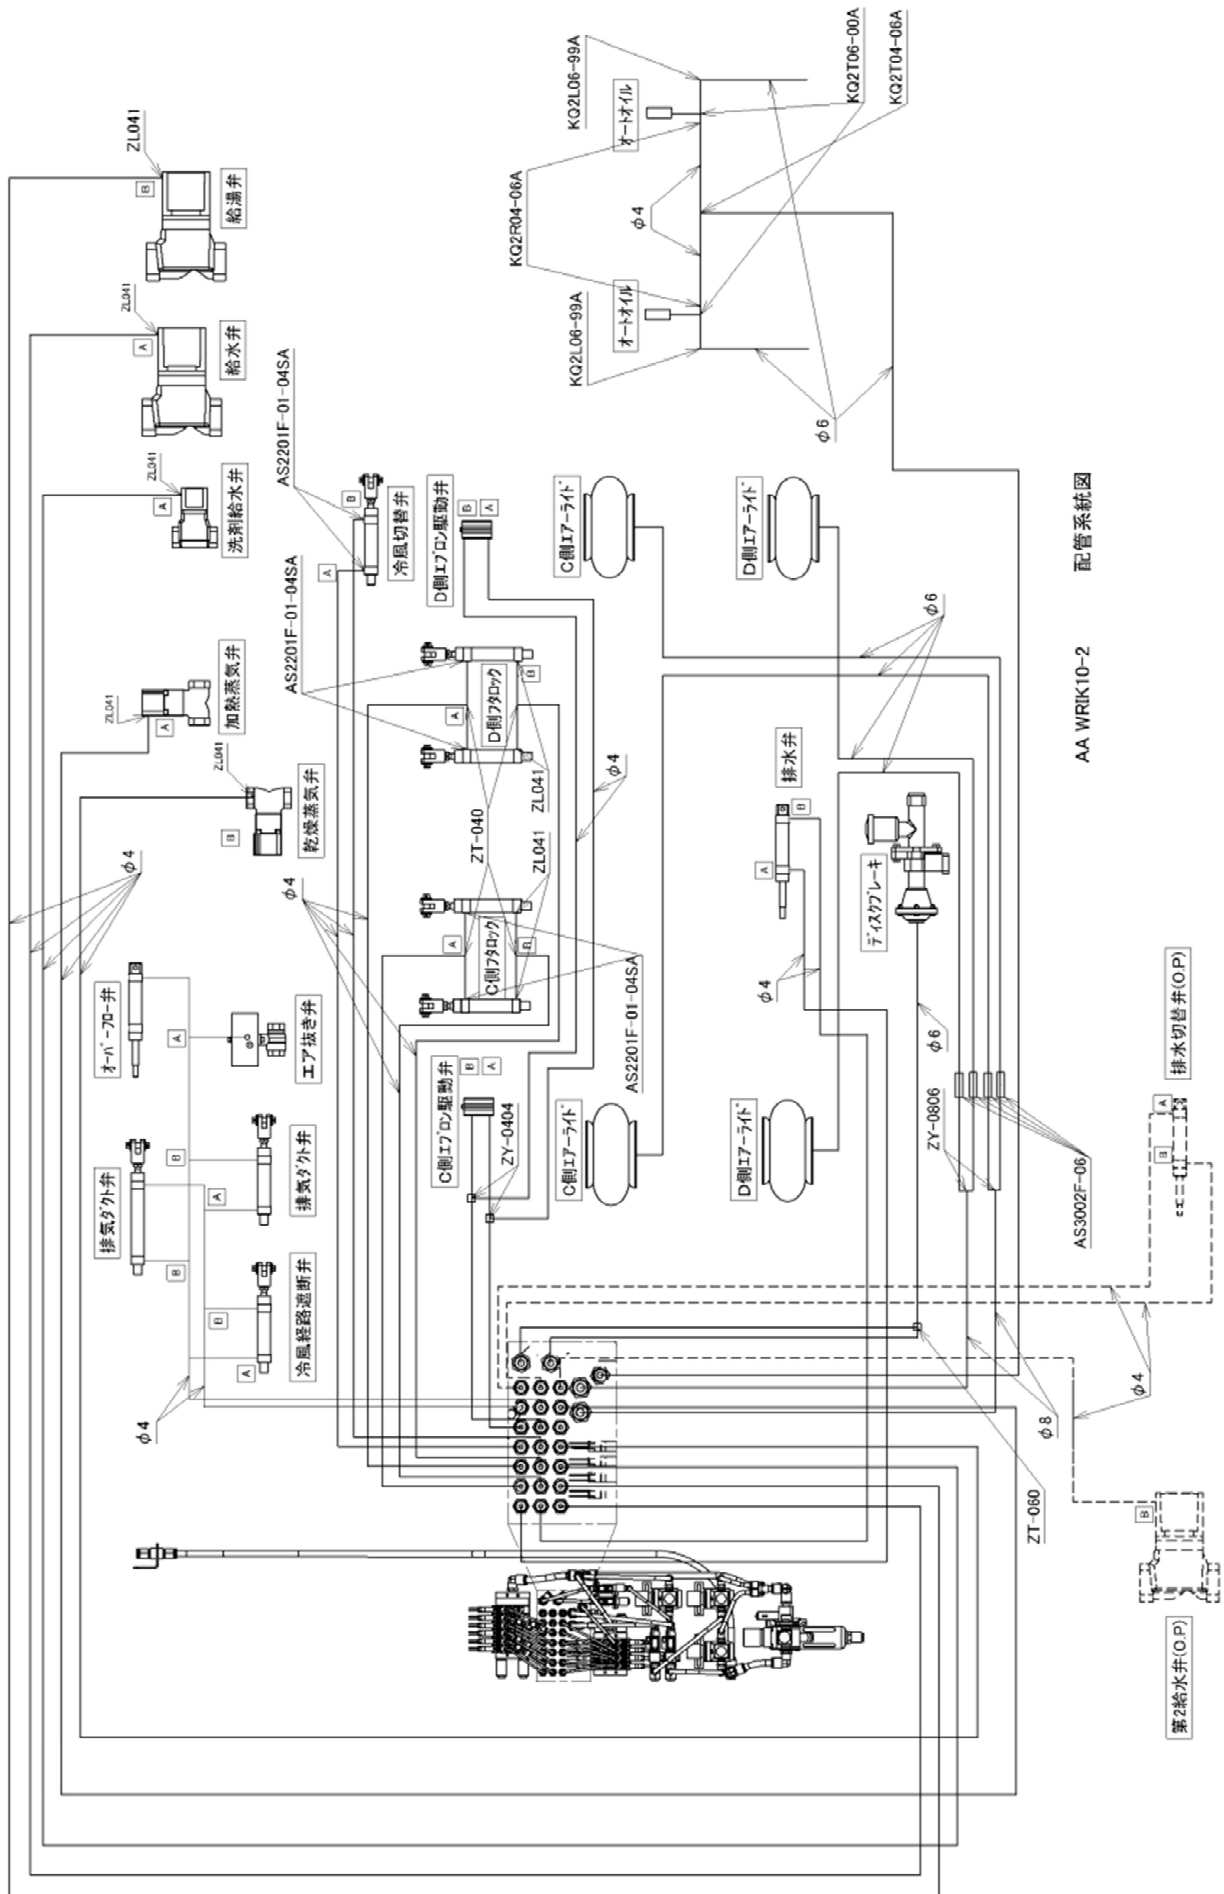 ZL041
B
給湯弁
ZL041
A
給水弁
ZL041
A
洗剤給水弁
ZL041
A
加熱蒸気弁
ZL041
B
乾燥蒸気弁
φ4
オーバーフロー弁
A
エア抜き弁
排気ダクト弁
B
A
排気ダクト弁
B
B
A
冷風経路遮断弁
φ4
AS2201F-01-04SA
B
A
冷風切替弁
AS2201F-01-04SA
D側エプロン駆動弁
B
A
D側フタロック
A
B
ZL041
φ4
ZT-040
ZL041
φ4
C側フタロック
A
B
AS2201F-01-04SA
C側エプロン駆動弁
B
A
ZY-0404
C側エアーライド
D側エアーライド
C側エアーライド
D側エアーライド
φ6
排水弁
A
B
φ4
ディスクブレーキ
φ6
ZY-0806
AS3002F-06
排水切替弁(O.P)
A
B
φ4
φ8
ZT-060
B
第2給水弁(O.P)
KQ2L06-99A
オートオイル
KQ2R04-06A
φ4
KQ2T06-00A
KQ2T04-06A
オートオイル
KQ2L06-99A
φ6
AA WRIK10-2 配管系統図